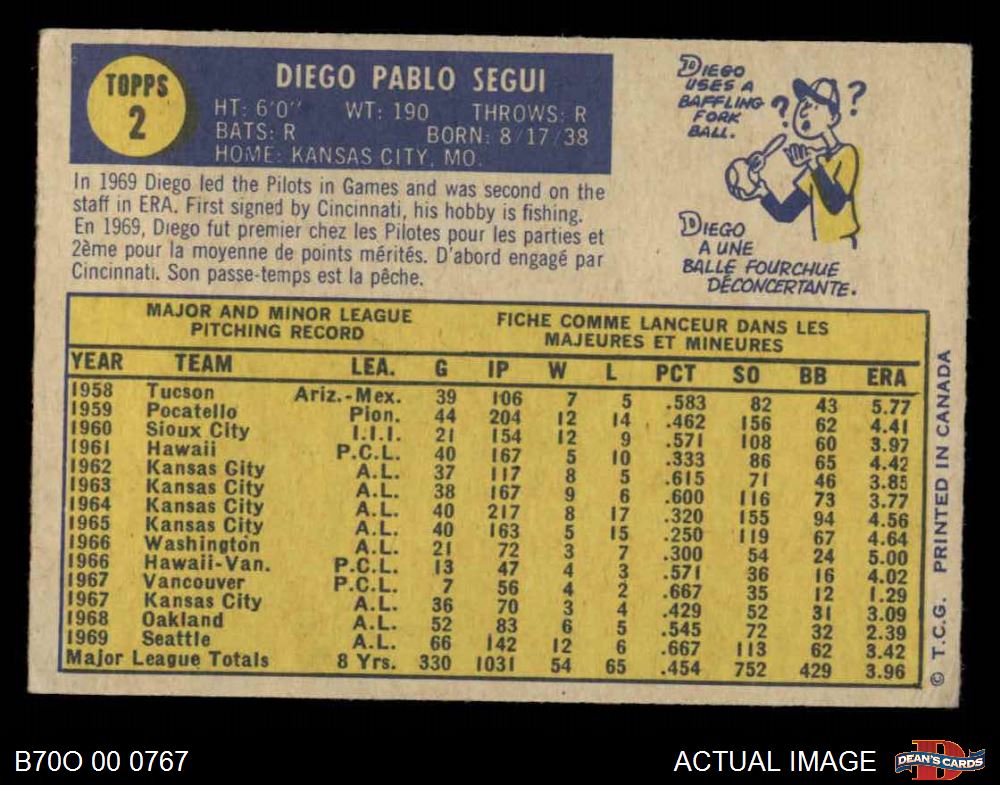 TOPPS
2
DIEGO PABLO SEGUI
HT: 6'0" WT: 190 THROWS: R
BATS: R BORN: 8/17/38
HOME: KANSAS CITY, MO.
In 1969 Diego led the Pilots in Games and was second on the
staff in ERA. First signed by Cincinnati, his hobby is fishing.
En 1969, Diego fut premier chez les Pilotes pour les parties et
2ème pour la moyenne de points mérités. D'abord engagé par
Cincinnati. Son passe-temps est la pêche.
DIEGO
USES A
BAFFLING
FORK
BALL.
? ?
DIEGO
A UNE
BALLE FOURCHUE
DÉCONCERTANTE.
MAJOR AND MINOR LEAGUE
PITCHING RECORD
FICHE COMME LANCEUR DANS LES
MAJEURES ET MINEURES
YEAR TEAM LEA. G IP W L PCT SO BB ERA
1958 Tucson Ariz.-Mex. 39 106 7 5 .583 82 43 5.77
1959 Pocatello Pion. 44 204 12 14 .462 156 62 4.41
1960 Sioux City I.I.I. 21 154 12 9 .571 108 60 3.97
1961 Hawaii P.C.L. 40 167 5 10 .333 86 65 4.42
1962 Kansas City A.L. 37 117 8 5 .615 71 46 3.85
1963 Kansas City A.L. 38 167 9 6 .600 116 73 3.77
1964 Kansas City A.L. 40 217 8 17 .320 155 94 4.56
1965 Kansas City A.L. 40 163 5 15 .250 119 67 4.64
1966 Washington A.L. 21 72 3 7 .300 54 24 5.00
1966 Hawaii-Van. P.C.L. 13 47 4 3 .571 36 16 4.02
1967 Vancouver P.C.L. 7 56 4 2 .667 35 12 1.29
1967 Kansas City A.L. 36 70 3 4 .429 52 31 3.09
1968 Oakland A.L. 52 83 6 5 .545 72 32 2.39
1969 Seattle A.L. 66 142 12 6 .667 113 62 3.42
Major League Totals 8 Yrs. 330 1031 54 65 .454 752 429 3.96
© T.C.G. PRINTED IN CANADA
B70O 00 0767
ACTUAL IMAGE
D
DEAN'S CARDS